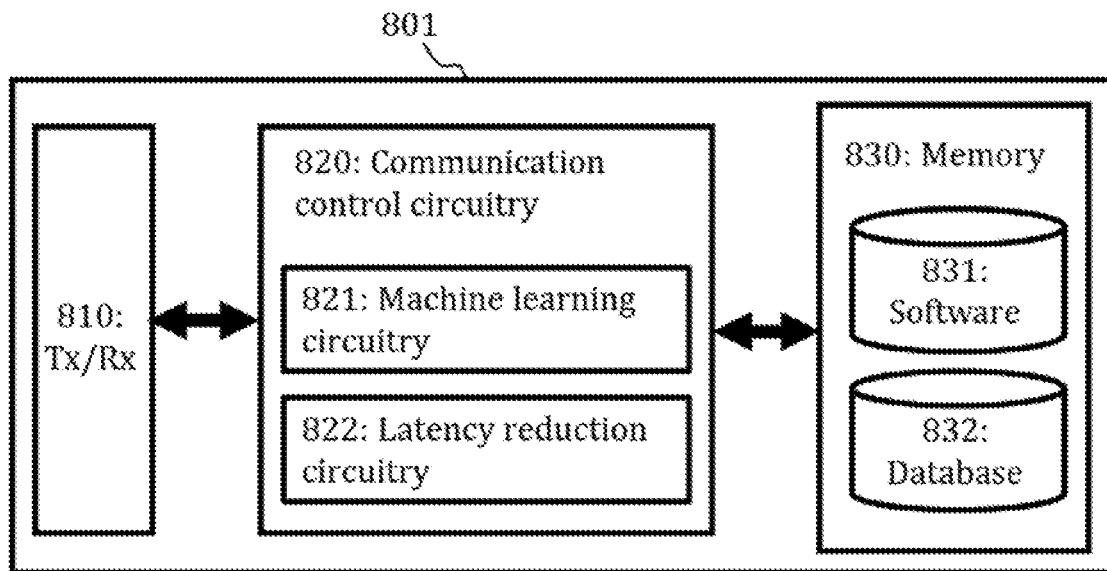 801
810:
Tx/Rx
820: Communication
control circuitry
821: Machine learning
circuitry
822: Latency reduction
circuitry
830: Memory
831:
Software
832:
Database